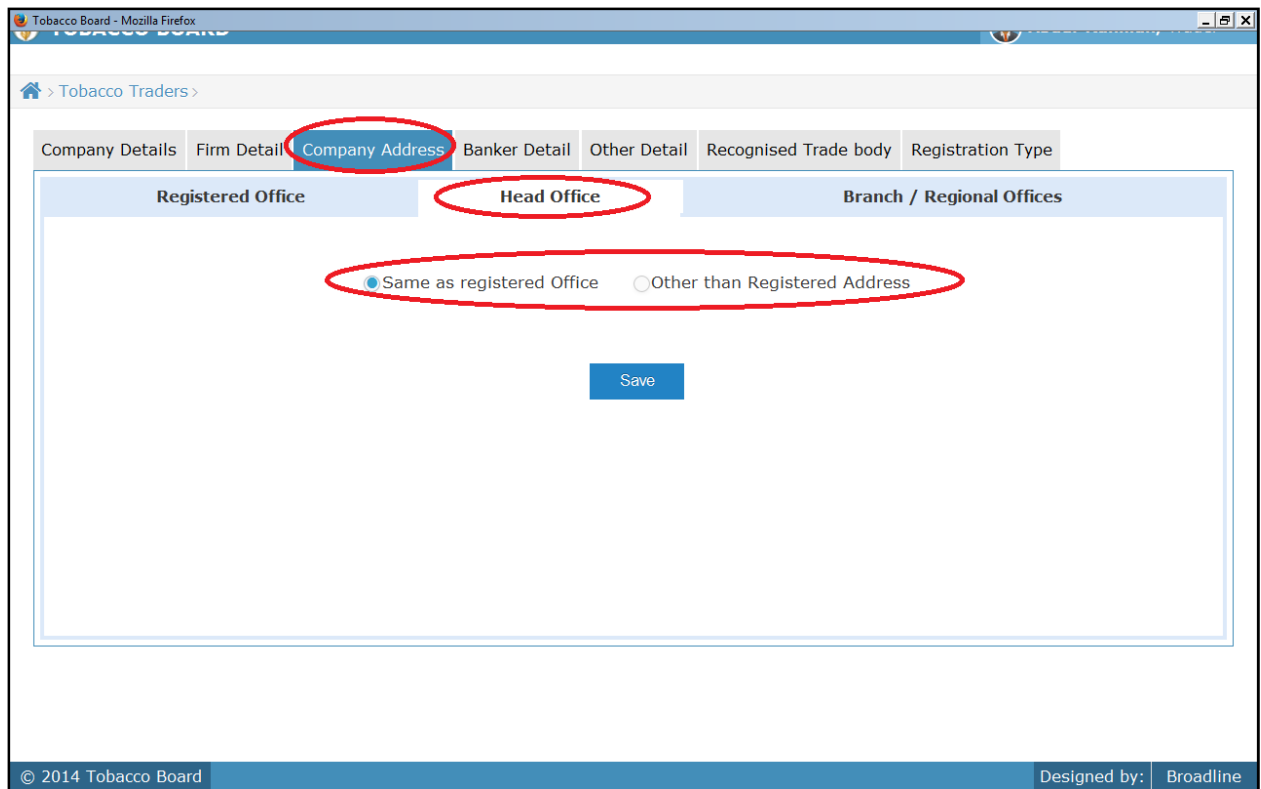 Tobacco Board - Mozilla Firefox
TOBACCO BOARD
> Tobacco Traders >
Company Details Firm Detail Company Address Banker Detail Other Detail Recognised Trade body Registration Type
Registered Office Head Office Branch / Regional Offices
Same as registered Office Other than Registered Address
Save
© 2014 Tobacco Board Designed by: Broadline